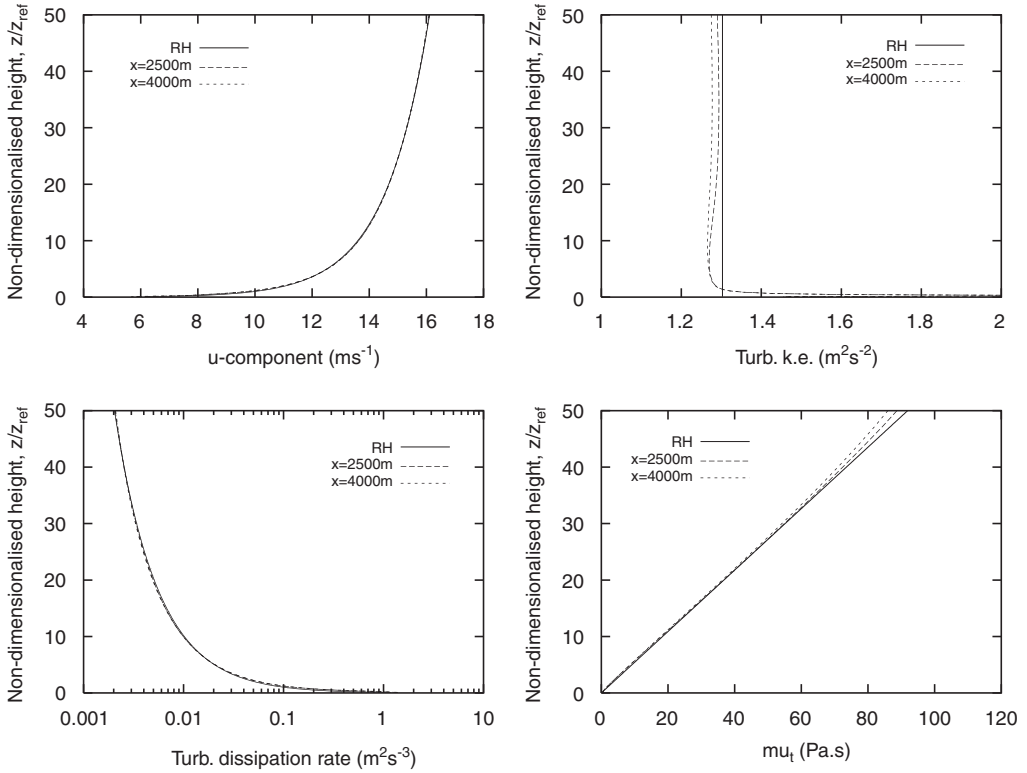 Non-dimensionalised height, z/z_ref
50
40
30
20
10
0
RH
x=2500m
x=4000m
4 6 8 10 12 14 16 18
u-component (ms^-1)
Non-dimensionalised height, z/z_ref
50
40
30
20
10
0
RH
x=2500m
x=4000m
1 1.2 1.4 1.6 1.8 2
Turb. k.e. (m^2s^-2)
Non-dimensionalised height, z/z_ref
50
40
30
20
10
0
RH
x=2500m
x=4000m
0.001 0.01 0.1 1 10
Turb. dissipation rate (m^2s^-3)
Non-dimensionalised height, z/z_ref
50
40
30
20
10
0
RH
x=2500m
x=4000m
0 20 40 60 80 100 120
mu_t (Pa.s)